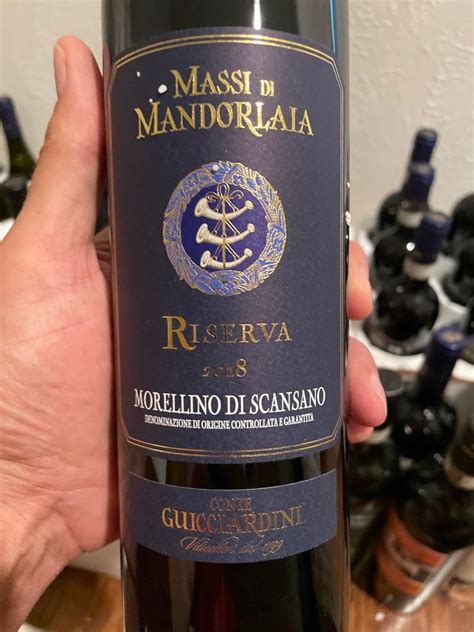 MASSI DI
MANDORLAIA
RISERVA
2018
MORELLINO DI SCANSANO
DENOMINAZIONE DI ORIGINE CONTROLLATA E GARANTITA
CONTE
GUICCIARDINI